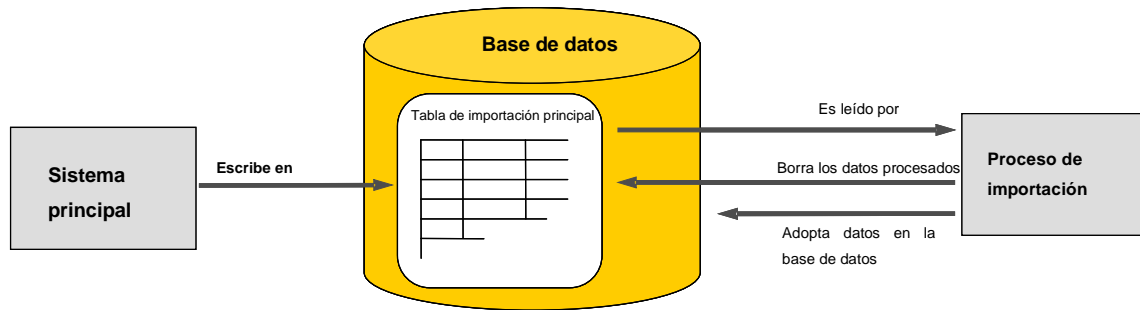 Base de datos
Tabla de importación principal
Sistema
principal
Escribe en
Es leído por
Borra los datos procesados
Adopta datos en la
base de datos
Proceso de
importación